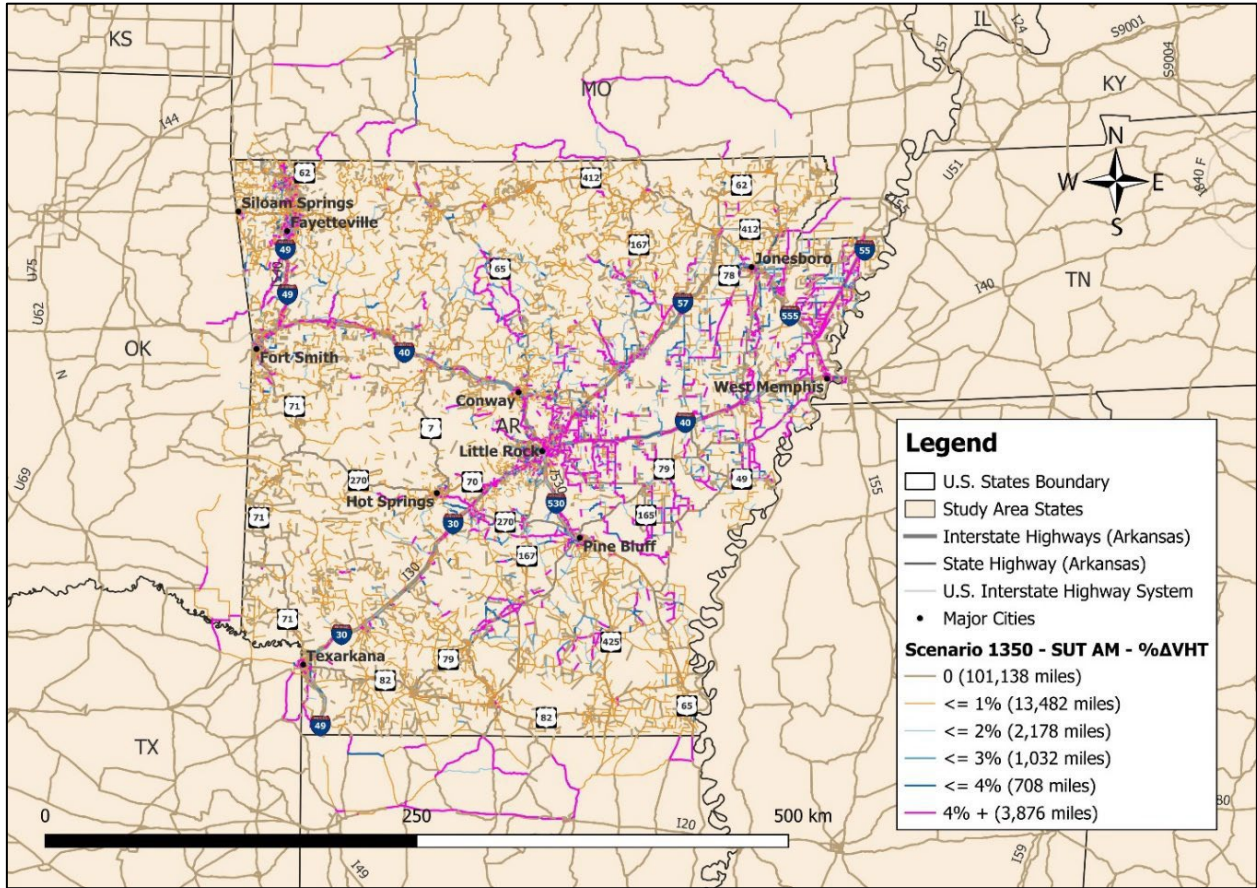 KS
IL
I24
S9001
I57
S9004
KY
MO
I44
N
W E
S
U51
I840 F
62
412
62
Siloam Springs
Fayetteville
412
167
49
55
65
Jonesboro
78
U75
49
57
I40
TN
U62
555
OK
Fort Smith
40
West Memphis
Conway
71
AR
7
40
Little Rock
79
U69
270
70
49
I55
Hot Springs
I530
530
30
270
165
71
Pine Bluff
167
I30
71
30
425
Texarkana
79
82
65
82
49
TX
N
Legend
U.S. States Boundary
Study Area States
Interstate Highways (Arkansas)
State Highway (Arkansas)
U.S. Interstate Highway System
Major Cities
Scenario 1350 - SUT AM - %ΔVHT
0 (101,138 miles)
<= 1% (13,482 miles)
<= 2% (2,178 miles)
<= 3% (1,032 miles)
<= 4% (708 miles)
4% + (3,876 miles)
0 250 500 km
I20
I49
I59
80